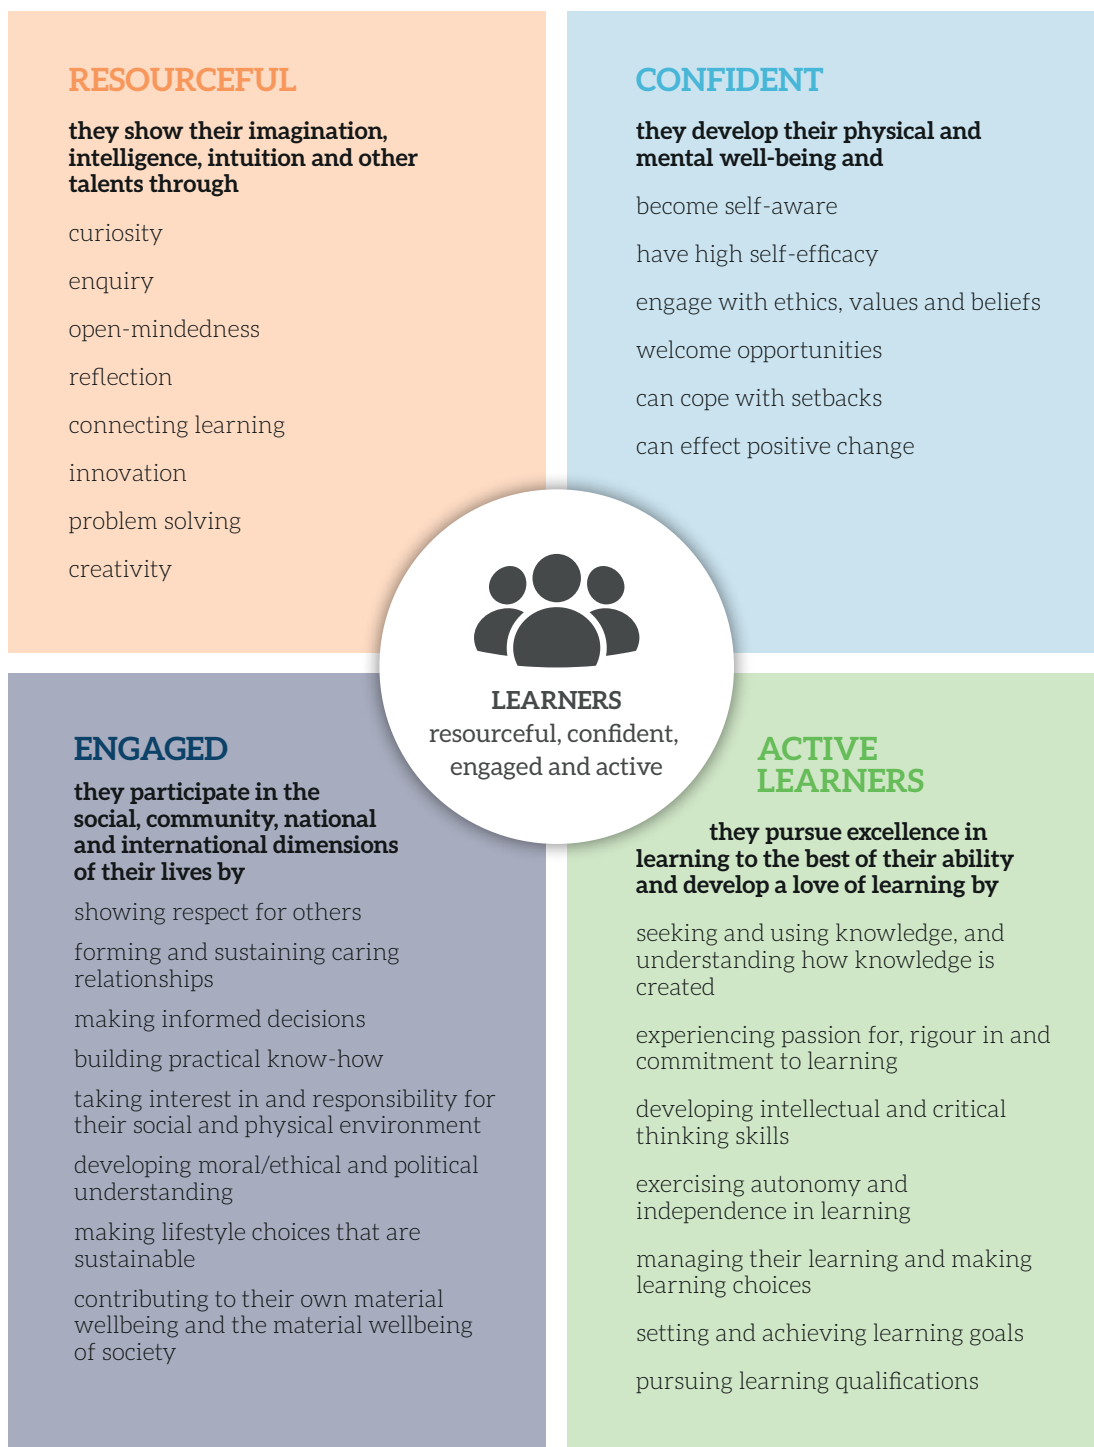 RESOURCEFUL
they show their imagination,
intelligence, intuition and other
talents through
curiosity
enquiry
open-mindedness
reflection
connecting learning
innovation
problem solving
creativity
CONFIDENT
they develop their physical and
mental well-being and
become self-aware
have high self-efficacy
engage with ethics, values and beliefs
welcome opportunities
can cope with setbacks
can effect positive change
LEARNERS
resourceful, confident,
engaged and active
ENGAGED
they participate in the
social, community, national
and international dimensions
of their lives by
showing respect for others
forming and sustaining caring
relationships
making informed decisions
building practical know-how
taking interest in and responsibility for
their social and physical environment
developing moral/ethical and political
understanding
making lifestyle choices that are
sustainable
contributing to their own material
wellbeing and the material wellbeing
of society
ACTIVE
LEARNERS
they pursue excellence in
learning to the best of their ability
and develop a love of learning by
seeking and using knowledge, and
understanding how knowledge is
created
experiencing passion for, rigour in and
commitment to learning
developing intellectual and critical
thinking skills
exercising autonomy and
independence in learning
managing their learning and making
learning choices
setting and achieving learning goals
pursuing learning qualifications